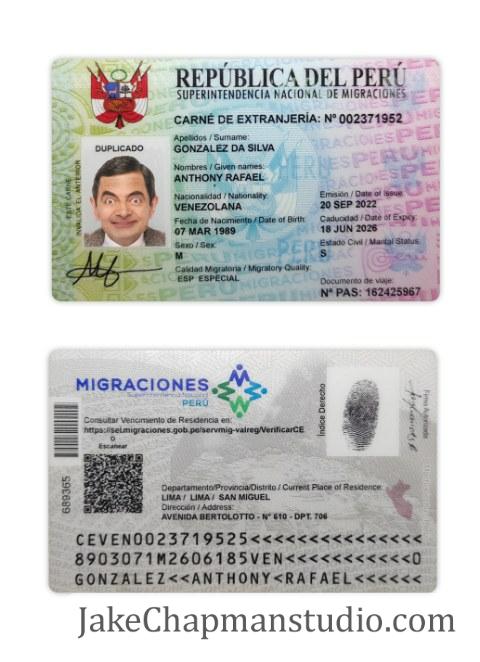 REPÚBLICA DEL PERÚ
SUPERINTENDENCIA NACIONAL DE MIGRACIONES
CARNÉ DE EXTRANJERÍA: Nº 002371952
ESTE CARNÉ
INVALIDA EL ANTERIOR
DUPLICADO
Apellidos / Surname:
GONZALEZ DA SILVA
Nombres / Given names:
ANTHONY RAFAEL
Nacionalidad / Nationality:
VENEZOLANA
Emisión / Date of Issue:
20 SEP 2022
Fecha de Nacimiento / Date of Birth:
07 MAR 1989
Caducidad / Date of Expiry:
18 JUN 2026
Sexo / Sex:
M
Estado Civil / Marital Status:
S
Calidad Migratoria / Migratory Quality:
ESP ESPECIAL
Documento de viaje:
Nº PAS: 162425967
MIGRACIONES
Superintendencia Nacional
PERÚ
Consultar Vencimiento de Residencia en:
https://sel.migraciones.gob.pe/servmig-valreg/VerificarCE
O
Escanear
689365
Índice Derecho
Firma Autorizada
Departamento/Provincia/Distrito / Current Place of Residence:
LIMA / LIMA / SAN MIGUEL
Dirección / Address:
AVENIDA BERTOLOTTO - Nº 610 - DPT. 706
CEVEN0023719525<<<<<<<<<<<<<<<
8903071M2606185VEN<<<<<<<<<<<0
GONZALEZ<<ANTHONY<RAFAEL<<<<<<
JakeChapmanstudio.com